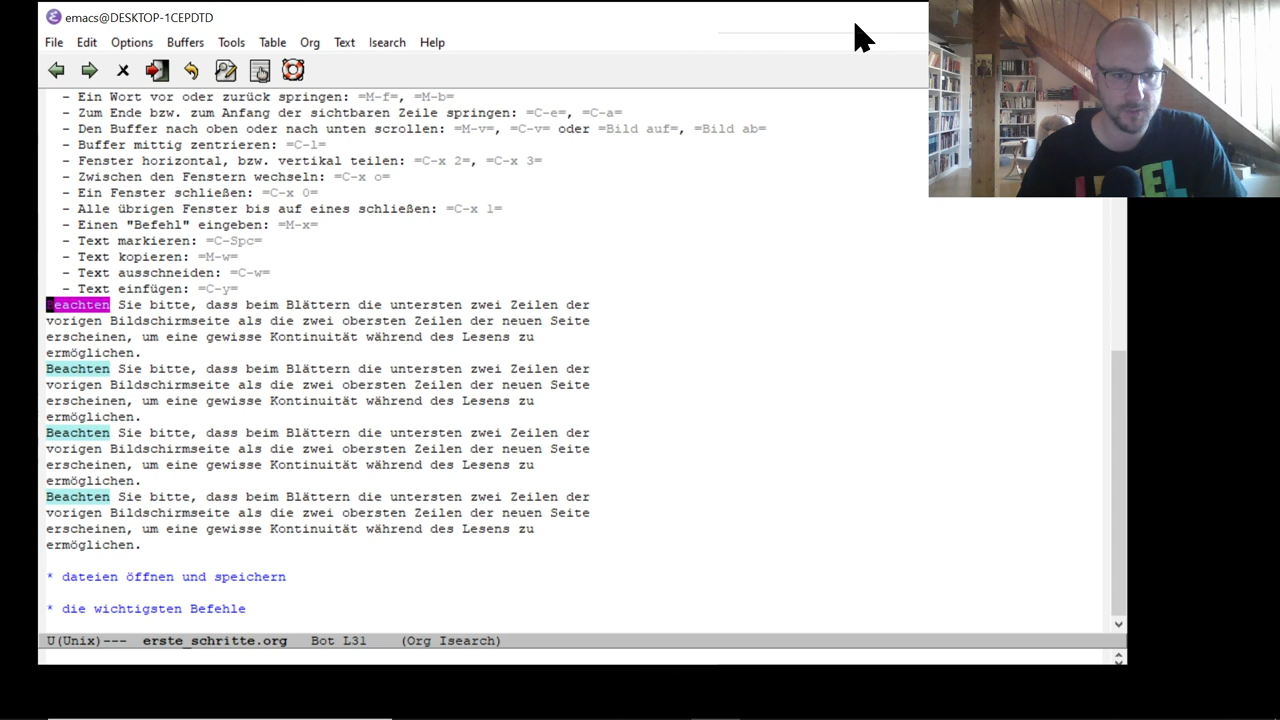 emacs@DESKTOP-1CEPDTD
File Edit Options Buffers Tools Table Org Text Isearch Help
- Ein Wort vor oder zurück springen: =M-f=, =M-b=
- Zum Ende bzw. zum Anfang der sichtbaren Zeile springen: =C-e=, =C-a=
- Den Buffer nach oben oder nach unten scrollen: =M-v=, =C-v= oder =Bild auf=, =Bild ab=
- Buffer mittig zentrieren: =C-l=
- Fenster horizontal, bzw. vertikal teilen: =C-x 2=, =C-x 3=
- Zwischen den Fenstern wechseln: =C-x o=
- Ein Fenster schließen: =C-x 0=
- Alle übrigen Fenster bis auf eines schließen: =C-x 1=
- Einen "Befehl" eingeben: =M-x=
- Text markieren: =C-Spc=
- Text kopieren: =M-w=
- Text ausschneiden: =C-w=
- Text einfügen: =C-y=
Beachten Sie bitte, dass beim Blättern die untersten zwei Zeilen der
vorigen Bildschirmseite als die zwei obersten Zeilen der neuen Seite
erscheinen, um eine gewisse Kontinuität während des Lesens zu
ermöglichen.
Beachten Sie bitte, dass beim Blättern die untersten zwei Zeilen der
vorigen Bildschirmseite als die zwei obersten Zeilen der neuen Seite
erscheinen, um eine gewisse Kontinuität während des Lesens zu
ermöglichen.
Beachten Sie bitte, dass beim Blättern die untersten zwei Zeilen der
vorigen Bildschirmseite als die zwei obersten Zeilen der neuen Seite
erscheinen, um eine gewisse Kontinuität während des Lesens zu
ermöglichen.
Beachten Sie bitte, dass beim Blättern die untersten zwei Zeilen der
vorigen Bildschirmseite als die zwei obersten Zeilen der neuen Seite
erscheinen, um eine gewisse Kontinuität während des Lesens zu
ermöglichen.
* dateien öffnen und speichern
* die wichtigsten Befehle
U(Unix)--- erste_schritte.org Bot L31 (Org Isearch)